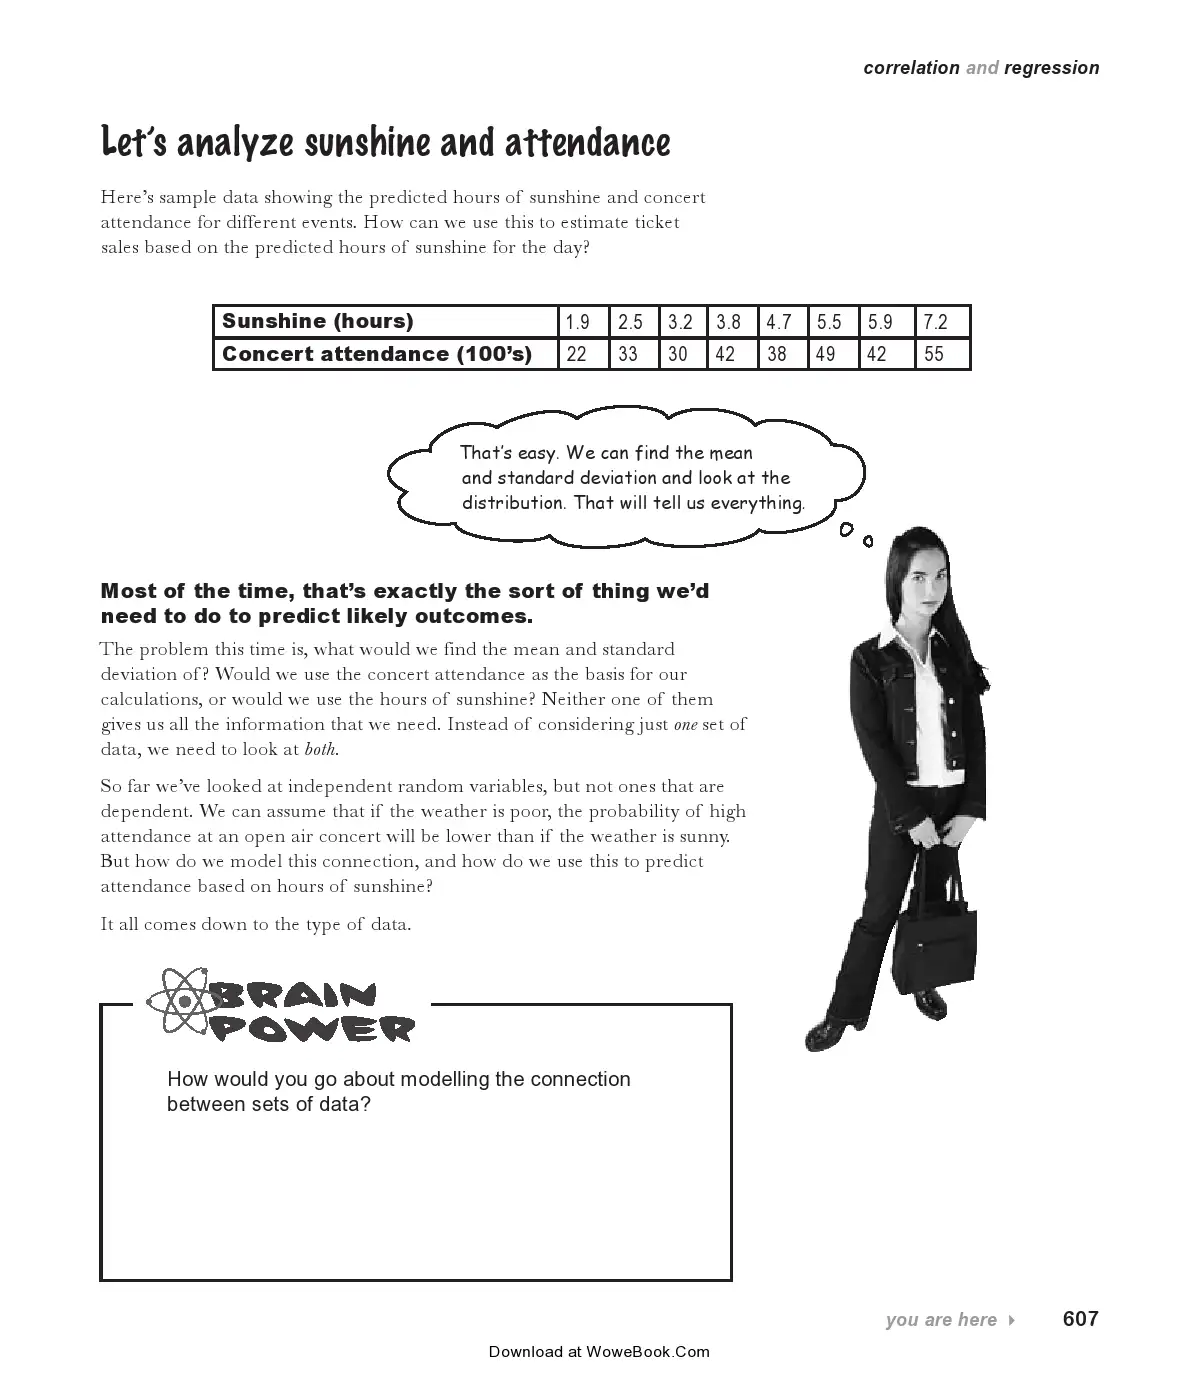 correlation and regression
Let's analyze sunshine and attendance
Here's sample data showing the predicted hours of sunshine and concert
attendance for different events. How can we use this to estimate ticket
sales based on the predicted hours of sunshine for the day?
Sunshine (hours) 1.9 2.5 3.2 3.8 4.7 5.5 5.9 7.2
Concert attendance (100's) 22 33 30 42 38 49 42 55
That's easy. We can find the mean
and standard deviation and look at the
distribution. That will tell us everything.
Most of the time, that's exactly the sort of thing we'd
need to do to predict likely outcomes.
The problem this time is, what would we find the mean and standard
deviation of? Would we use the concert attendance as the basis for our
calculations, or would we use the hours of sunshine? Neither one of them
gives us all the information that we need. Instead of considering just one set of
data, we need to look at both.
So far we've looked at independent random variables, but not ones that are
dependent. We can assume that if the weather is poor, the probability of high
attendance at an open air concert will be lower than if the weather is sunny.
But how do we model this connection, and how do we use this to predict
attendance based on hours of sunshine?
It all comes down to the type of data.
BRAIN
POWER
How would you go about modelling the connection
between sets of data?
you are here 607
Download at WoweBook.Com